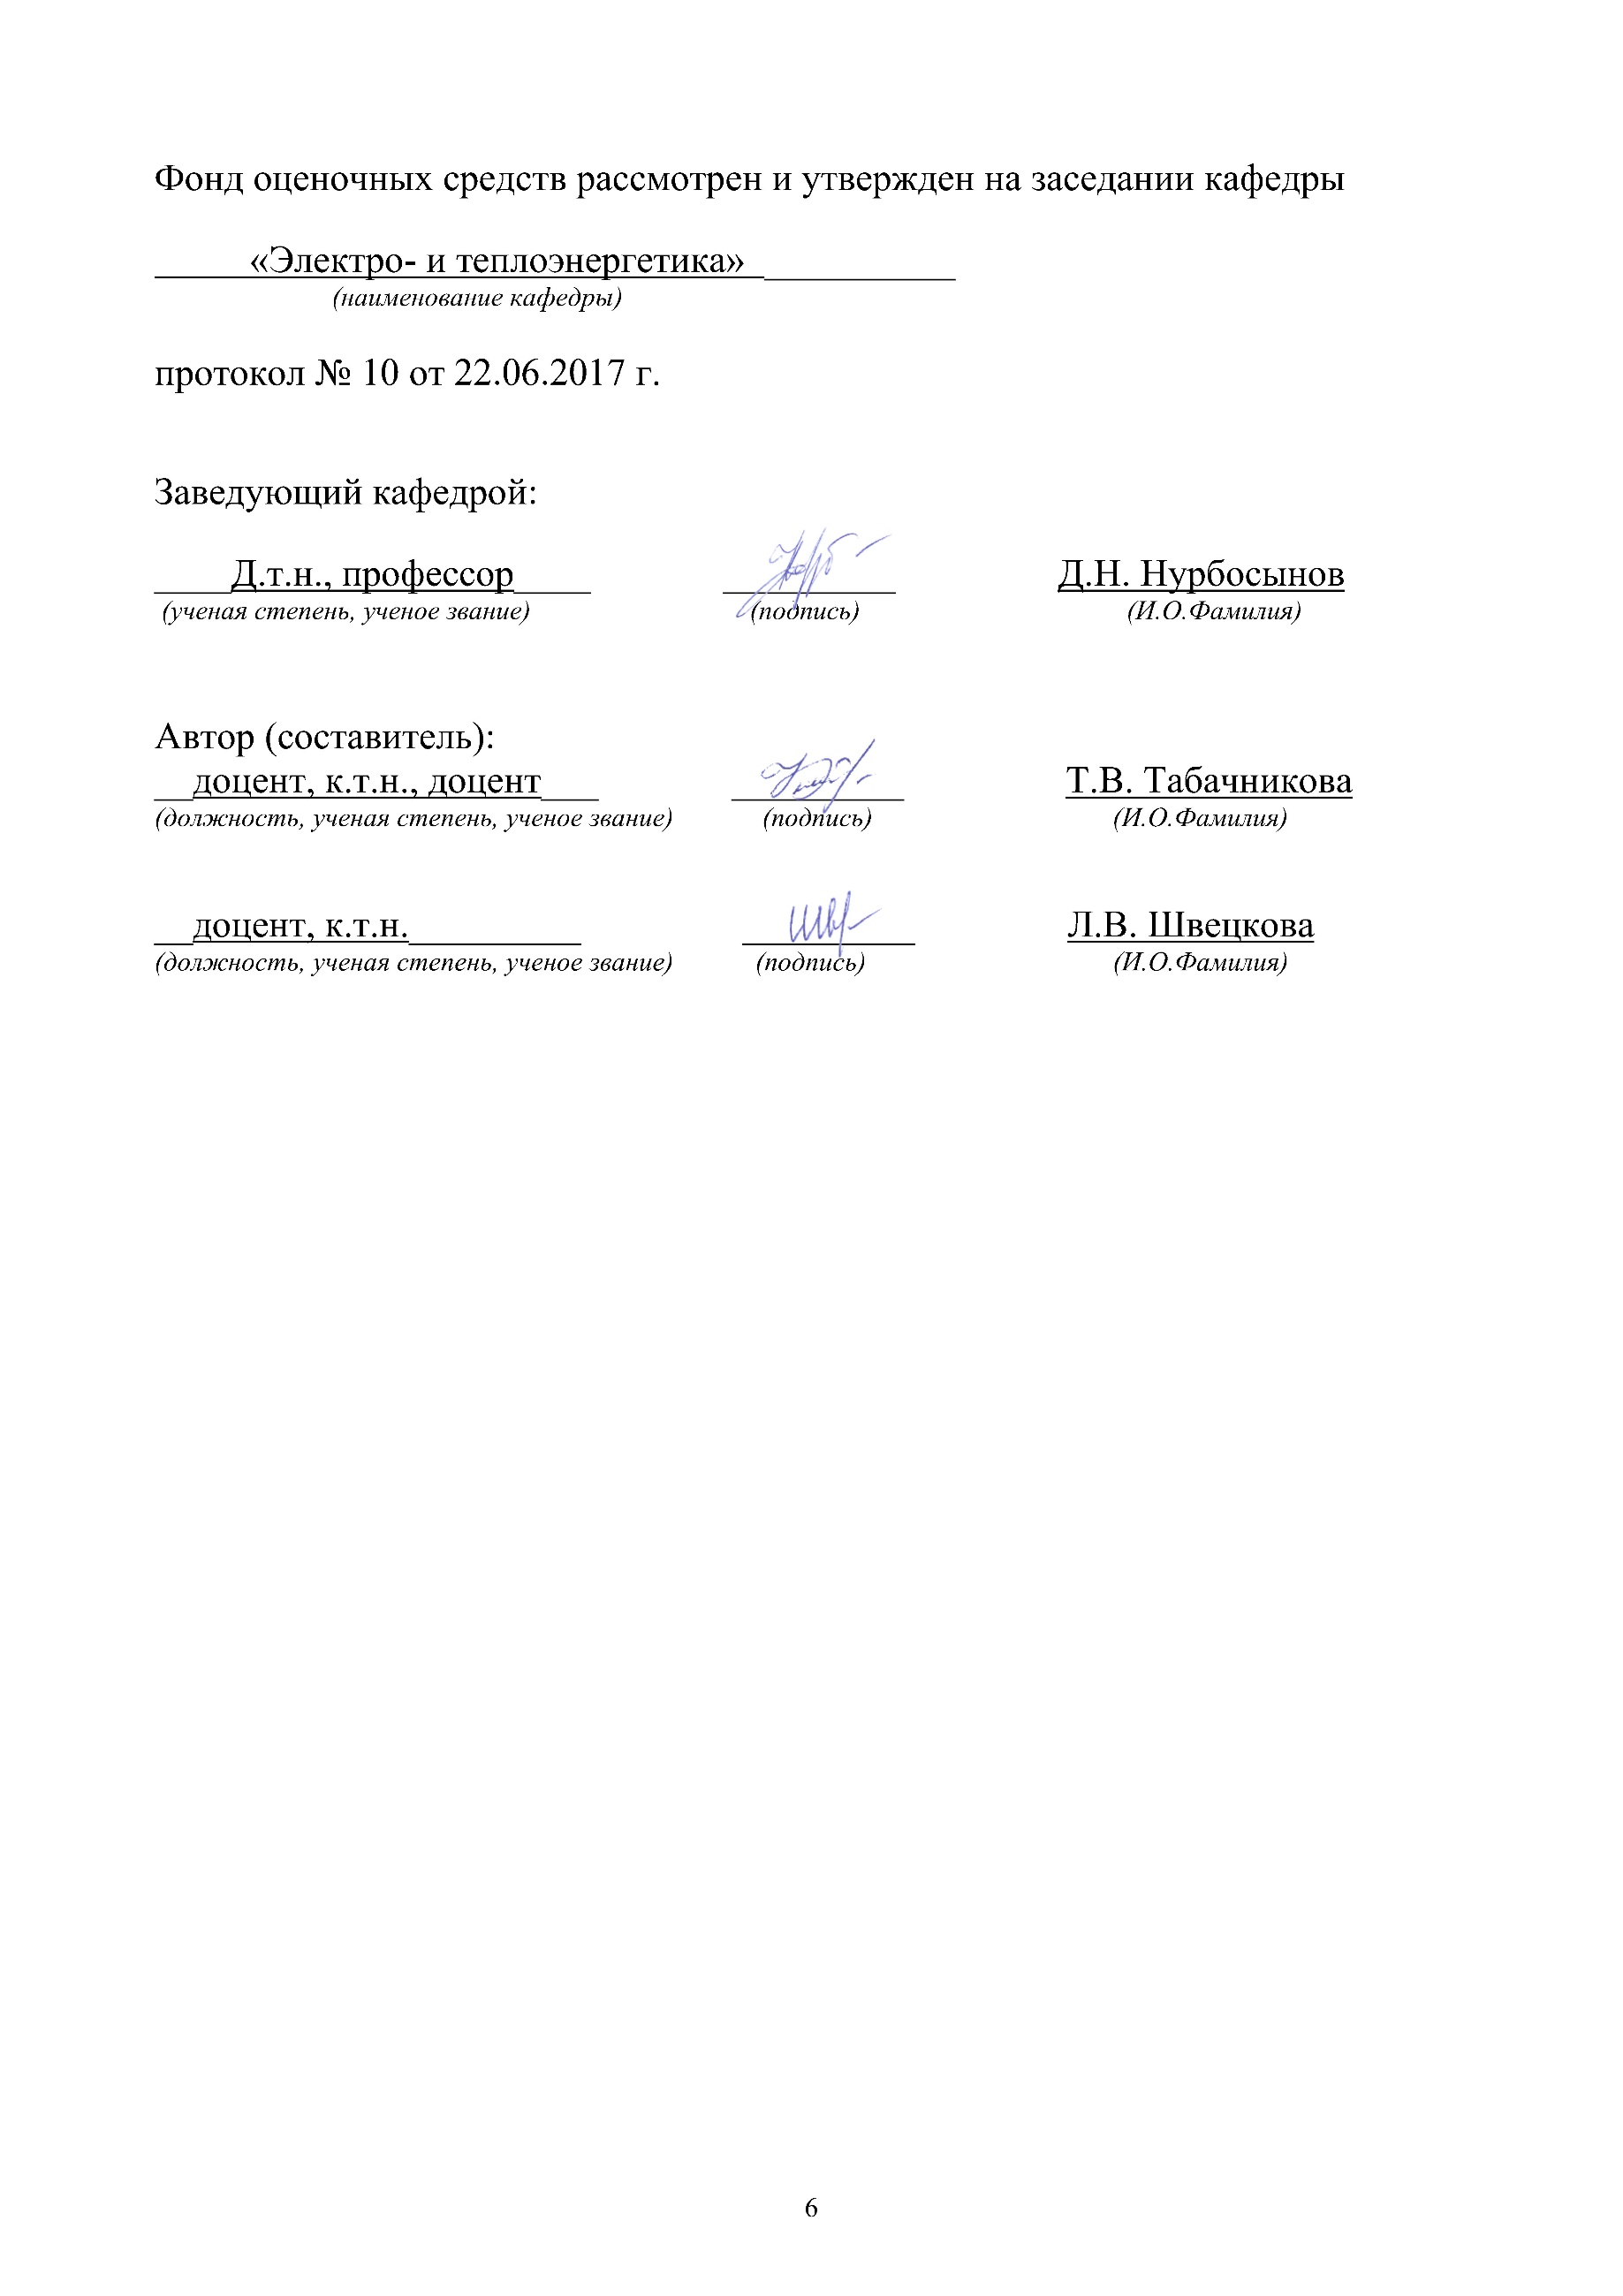 Фонд оценочных средств рассмотрен и утвержден на заседании кафедры
«Электро- и теплоэнергетика»
(наименование кафедры)
протокол № 10 от 22.06.2017 г.
Заведующий кафедрой:
Д.т.н., профессор Д.Н. Нурбосынов
(ученая степень, ученое звание) (подпись) (И.О.Фамилия)
Автор (составитель):
доцент, к.т.н., доцент Т.В. Табачникова
(должность, ученая степень, ученое звание) (подпись) (И.О.Фамилия)
доцент, к.т.н. Л.В. Швецкова
(должность, ученая степень, ученое звание) (подпись) (И.О.Фамилия)
6